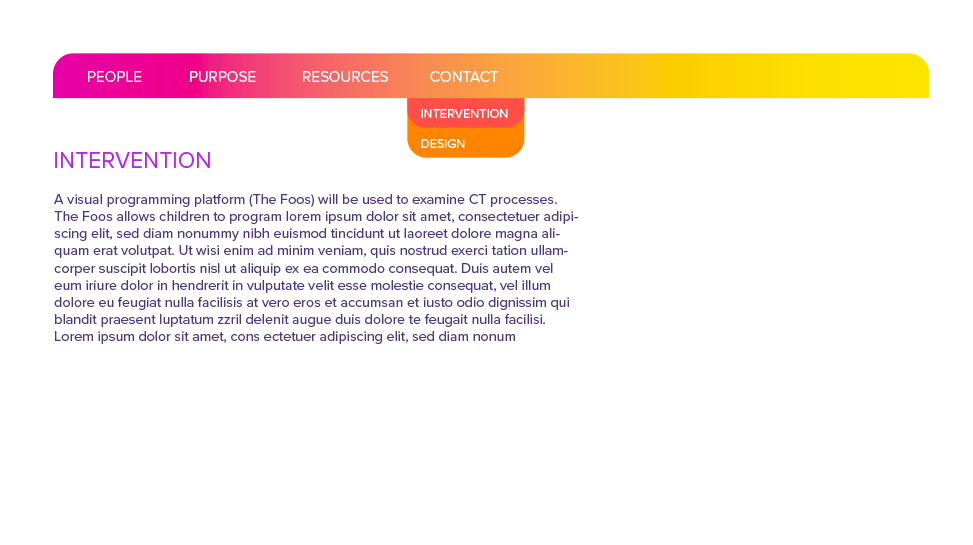 PEOPLE PURPOSE RESOURCES CONTACT
INTERVENTION
DESIGN
INTERVENTION
A visual programming platform (The Foos) will be used to examine CT processes.
The Foos allows children to program lorem ipsum dolor sit amet, consectetuer adipi-
scing elit, sed diam nonummy nibh euismod tincidunt ut laoreet dolore magna ali-
quam erat volutpat. Ut wisi enim ad minim veniam, quis nostrud exerci tation ullam-
corper suscipit lobortis nisl ut aliquip ex ea commodo consequat. Duis autem vel
eum iriure dolor in hendrerit in vulputate velit esse molestie consequat, vel illum
dolore eu feugiat nulla facilisis at vero eros et accumsan et iusto odio dignissim qui
blandit praesent luptatum zzril delenit augue duis dolore te feugait nulla facilisi.
Lorem ipsum dolor sit amet, cons ectetuer adipiscing elit, sed diam nonum